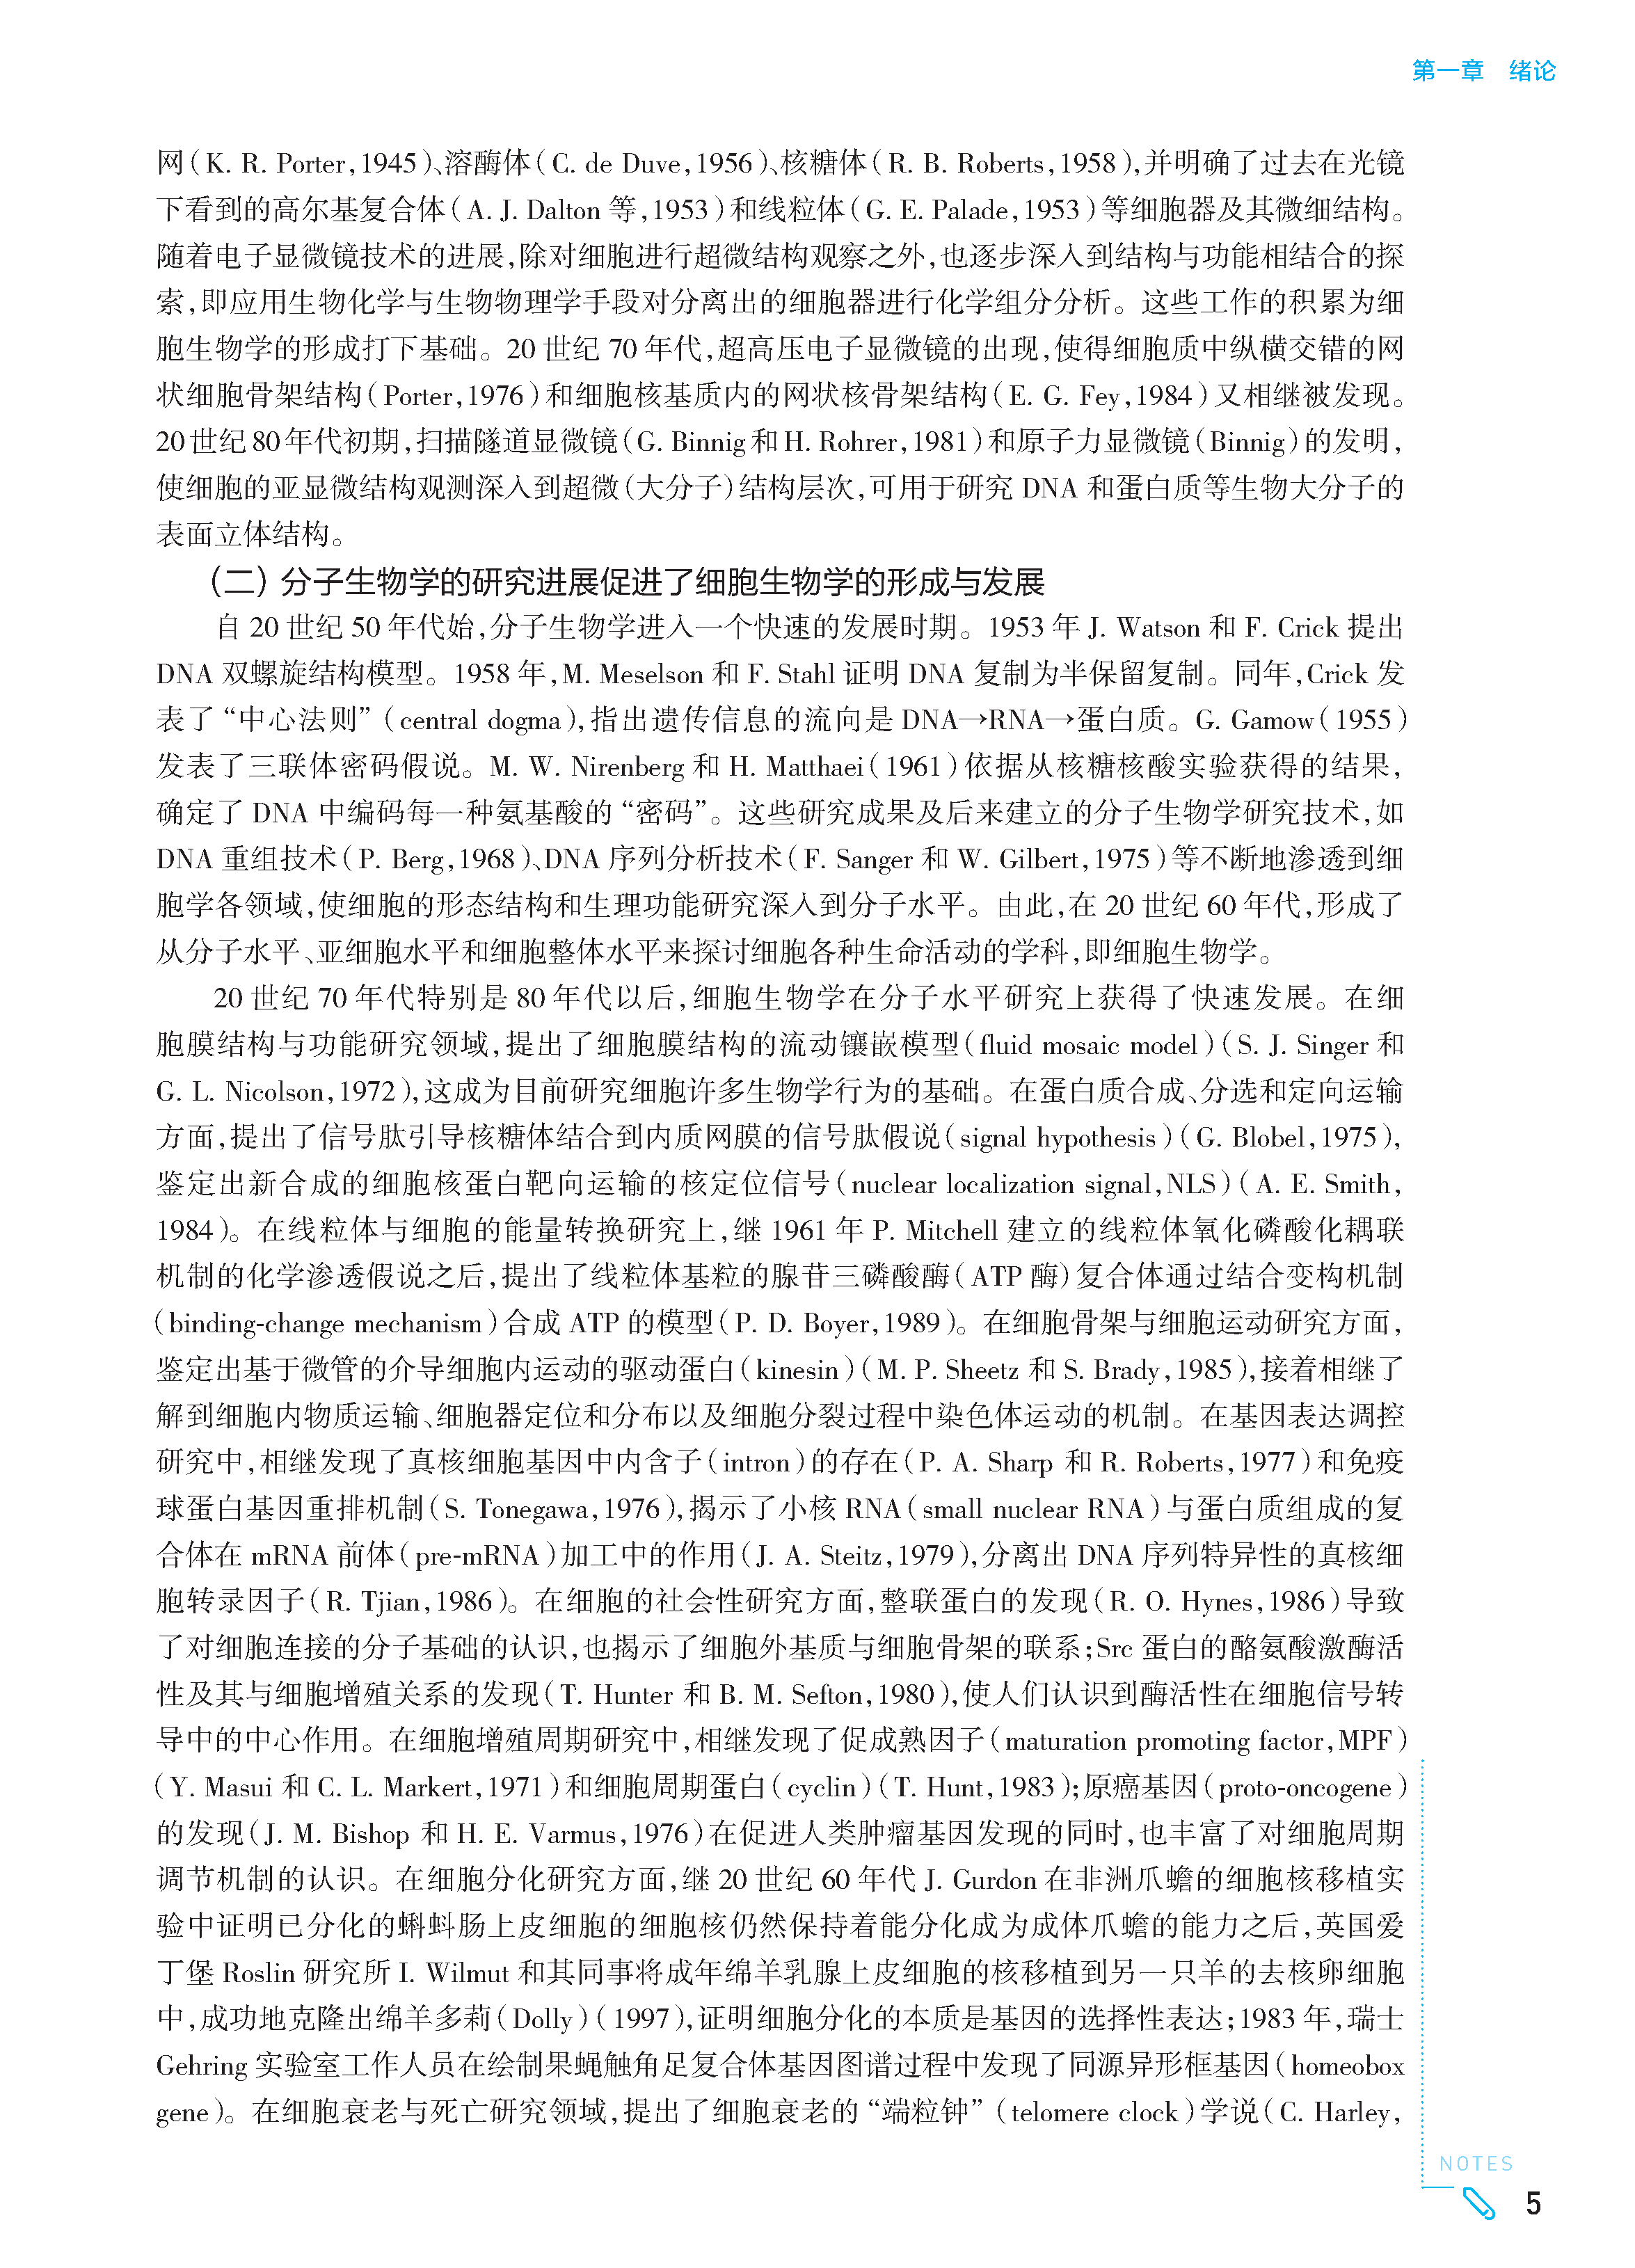 第一章　绪论
网（K. R. Porter,1945）、溶酶体（C. de Duve,1956）、核糖体（R. B. Roberts,1958），并明确了过去在光镜
下看到的高尔基复合体（A. J. Dalton 等,1953）和线粒体（G. E. Palade,1953）等细胞器及其微细结构。
随着电子显微镜技术的进展，除对细胞进行超微结构观察之外，也逐步深入到结构与功能相结合的探
索，即应用生物化学与生物物理学手段对分离出的细胞器进行化学组分分析。这些工作的积累为细
胞生物学的形成打下基础。20 世纪 70 年代，超高压电子显微镜的出现，使得细胞质中纵横交错的网
状细胞骨架结构（Porter,1976）和细胞核基质内的网状核骨架结构（E. G. Fey,1984）又相继被发现。
20 世纪 80 年代初期，扫描隧道显微镜（G. Binnig 和 H. Rohrer,1981）和原子力显微镜（Binnig）的发明，
使细胞的亚显微结构观测深入到超微（大分子）结构层次，可用于研究 DNA 和蛋白质等生物大分子的
表面立体结构。
（二）分子生物学的研究进展促进了细胞生物学的形成与发展
自 20 世纪 50 年代始，分子生物学进入一个快速的发展时期。1953 年 J. Watson 和 F. Crick 提出
DNA 双螺旋结构模型。1958 年，M. Meselson 和 F. Stahl 证明 DNA 复制为半保留复制。同年，Crick 发
表了“中心法则”（central dogma），指出遗传信息的流向是 DNA→RNA→蛋白质。G. Gamow（1955）
发表了三联体密码假说。M. W. Nirenberg 和 H. Matthaei（1961）依据从核糖核酸实验获得的结果，
确定了 DNA 中编码每一种氨基酸的“密码”。这些研究成果及后来建立的分子生物学研究技术，如
DNA 重组技术（P. Berg,1968）、DNA 序列分析技术（F. Sanger 和 W. Gilbert,1975）等不断地渗透到细
胞学各领域，使细胞的形态结构和生理功能研究深入到分子水平。由此，在 20 世纪 60 年代，形成了
从分子水平、亚细胞水平和细胞整体水平来探讨细胞各种生命活动的学科，即细胞生物学。
20 世纪 70 年代特别是 80 年代以后，细胞生物学在分子水平研究上获得了快速发展。在细
胞膜结构与功能研究领域，提出了细胞膜结构的流动镶嵌模型（fluid mosaic model）（S. J. Singer 和
G. L. Nicolson,1972），这成为目前研究细胞许多生物学行为的基础。在蛋白质合成、分选和定向运输
方面，提出了信号肽引导核糖体结合到内质网膜的信号肽假说（signal hypothesis）（G. Blobel,1975），
鉴定出新合成的细胞核蛋白靶向运输的核定位信号（nuclear localization signal,NLS）（A. E. Smith,
1984）。在线粒体与细胞的能量转换研究上，继 1961 年 P. Mitchell 建立的线粒体氧化磷酸化耦联
机制的化学渗透假说之后，提出了线粒体基粒的腺苷三磷酸酶（ATP 酶）复合体通过结合变构机制
（binding-change mechanism）合成 ATP 的模型（P. D. Boyer,1989）。在细胞骨架与细胞运动研究方面，
鉴定出基于微管的介导细胞内运动的驱动蛋白（kinesin）（M. P. Sheetz 和 S. Brady,1985），接着相继了
解到细胞内物质运输、细胞器定位和分布以及细胞分裂过程中染色体运动的机制。在基因表达调控
研究中，相继发现了真核细胞基因中内含子（intron）的存在（P. A. Sharp 和 R. Roberts,1977）和免疫
球蛋白基因重排机制（S. Tonegawa,1976），揭示了小核 RNA（small nuclear RNA）与蛋白质组成的复
合体在 mRNA 前体（pre-mRNA）加工中的作用（J. A. Steitz,1979），分离出 DNA 序列特异性的真核细
胞转录因子（R. Tjian,1986）。在细胞的社会性研究方面，整联蛋白的发现（R. O. Hynes,1986）导致
了对细胞连接的分子基础的认识，也揭示了细胞外基质与细胞骨架的联系；Src 蛋白的酪氨酸激酶活
性及其与细胞增殖关系的发现（T. Hunter 和 B. M. Sefton,1980），使人们认识到酶活性在细胞信号转
导中的中心作用。在细胞增殖周期研究中，相继发现了促成熟因子（maturation promoting factor,MPF）
（Y. Masui 和 C. L. Markert,1971）和细胞周期蛋白（cyclin）（T. Hunt,1983）；原癌基因（proto-oncogene）
的发现（J. M. Bishop 和 H. E. Varmus,1976）在促进人类肿瘤基因发现的同时，也丰富了对细胞周期
调节机制的认识。在细胞分化研究方面，继 20 世纪 60 年代 J. Gurdon 在非洲爪蟾的细胞核移植实
验中证明已分化的蝌蚪肠上皮细胞的细胞核仍然保持着能分化成为成体爪蟾的能力之后，英国爱
丁堡 Roslin 研究所 I. Wilmut 和其同事将成年绵羊乳腺上皮细胞的核移植到另一只羊的去核卵细胞
中，成功地克隆出绵羊多莉（Dolly）（1997），证明细胞分化的本质是基因的选择性表达；1983 年，瑞士
Gehring 实验室工作人员在绘制果蝇触角足复合体基因图谱过程中发现了同源异形框基因（homeobox
gene）。在细胞衰老与死亡研究领域，提出了细胞衰老的“端粒钟”（telomere clock）学说（C. Harley,
NOTES
5